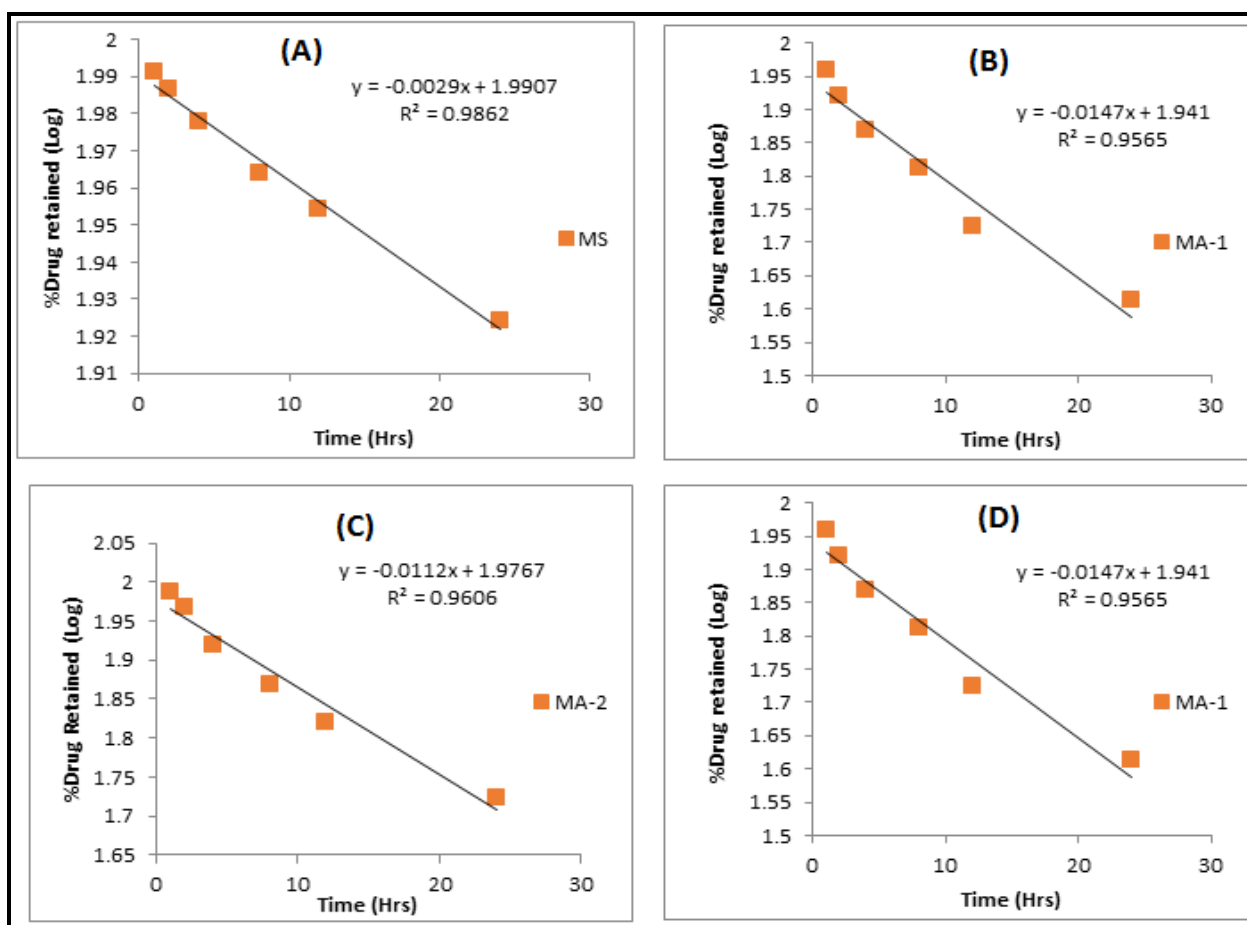 (A)
y = -0.0029x + 1.9907
R² = 0.9862
%Drug retained (Log)
2
1.99
1.98
1.97
1.96
1.95
1.94
1.93
1.92
1.91
0 10 20 30
Time (Hrs)
MS
(B)
y = -0.0147x + 1.941
R² = 0.9565
%Drug retained (Log)
2
1.95
1.9
1.85
1.8
1.75
1.7
1.65
1.6
1.55
1.5
0 10 20 30
Time (Hrs)
MA-1
(C)
y = -0.0112x + 1.9767
R² = 0.9606
%Drug Retained (Log)
2.05
2
1.95
1.9
1.85
1.8
1.75
1.7
1.65
0 10 20 30
Time (Hrs)
MA-2
(D)
y = -0.0147x + 1.941
R² = 0.9565
%Drug retained (Log)
2
1.95
1.9
1.85
1.8
1.75
1.7
1.65
1.6
1.55
1.5
0 10 20 30
Time (Hrs)
MA-1